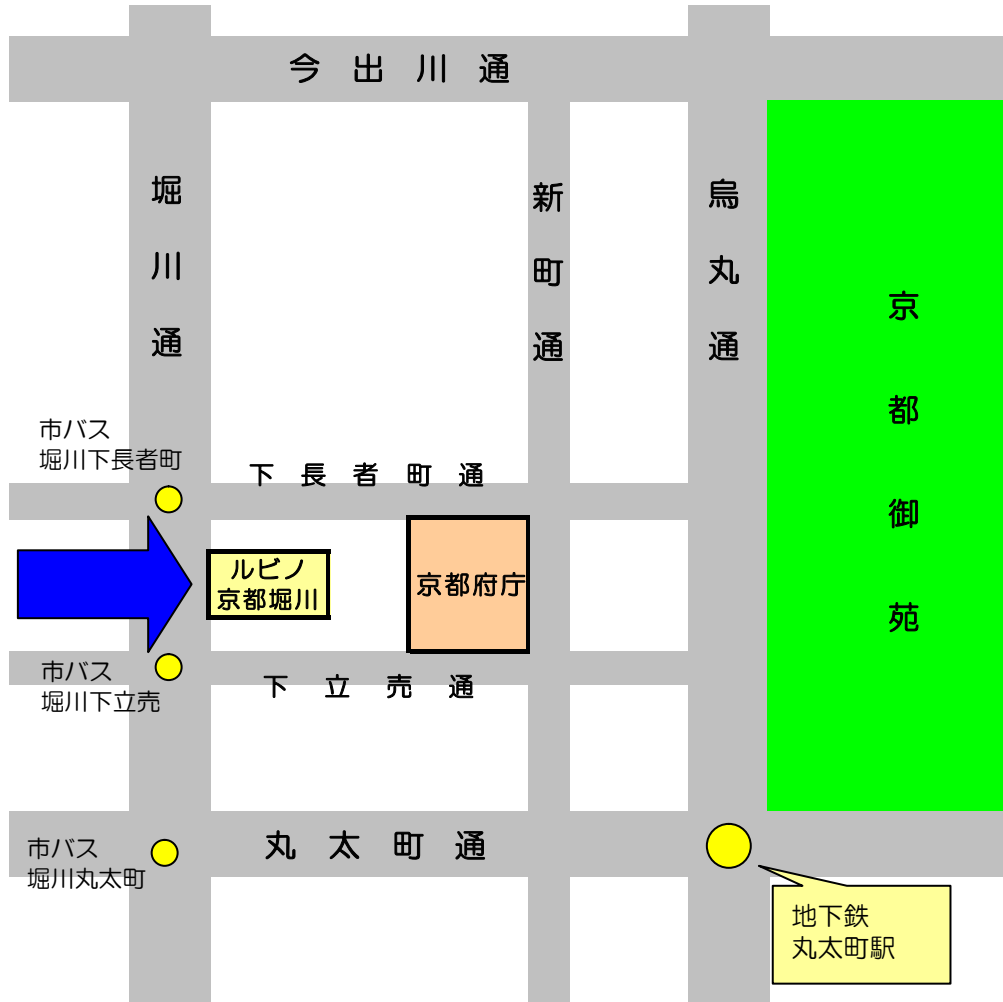 今出川通
堀川通
新町通
烏丸通
京都御苑
市バス
堀川下長者町
下長者町通
ルビノ
京都堀川
京都府庁
市バス
堀川下立売
下立売通
市バス
堀川丸太町
丸太町通
地下鉄
丸太町駅